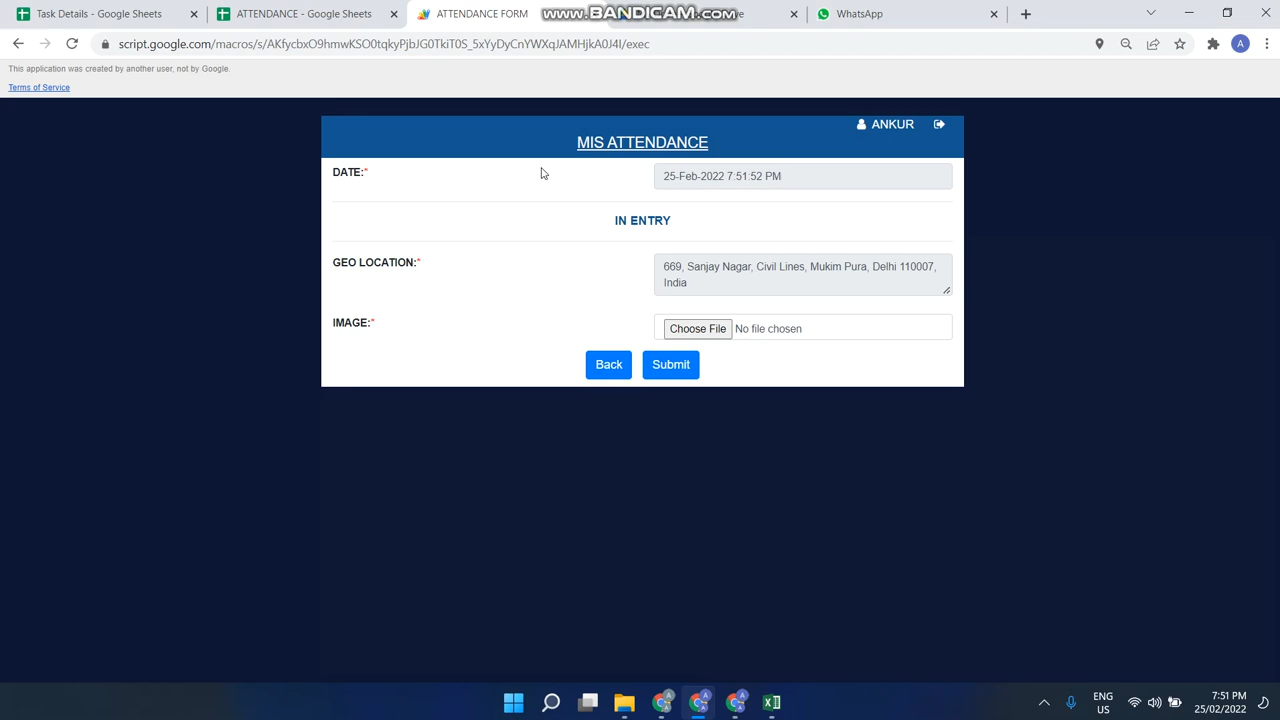 Task Details - Google Sheets
ATTENDANCE - Google Sheets
ATTENDANCE FORM
www.BANDICAM.com
WhatsApp
script.google.com/macros/s/AKfycbxO9hmwKSO0tqkyPjbJG0TkiT0S_5xYyDyCnYWXqJAMHjkA0J4I/exec
This application was created by another user, not by Google.
Terms of Service
ANKUR
MIS ATTENDANCE
DATE:*
25-Feb-2022 7:51:52 PM
IN ENTRY
GEO LOCATION:*
669, Sanjay Nagar, Civil Lines, Mukim Pura, Delhi 110007,
India
IMAGE:*
Choose File No file chosen
Back Submit
ENG
US
7:51 PM
25/02/2022